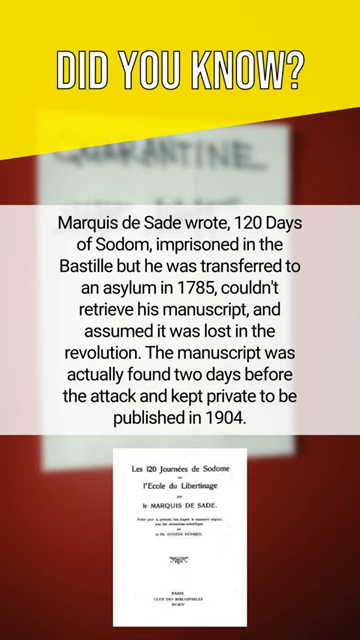 DID YOU KNOW?
QUARANTINE
Marquis de Sade wrote, 120 Days
of Sodom, imprisoned in the
Bastille but he was transferred to
an asylum in 1785, couldn't
retrieve his manuscript, and
assumed it was lost in the
revolution. The manuscript was
actually found two days before
the attack and kept private to be
published in 1904.
Les 120 Journées de Sodome
ou
l'Ecole du Libertinage
par
le MARQUIS DE SADE.
PARIS
CLUB DES BIBLIOPHILES